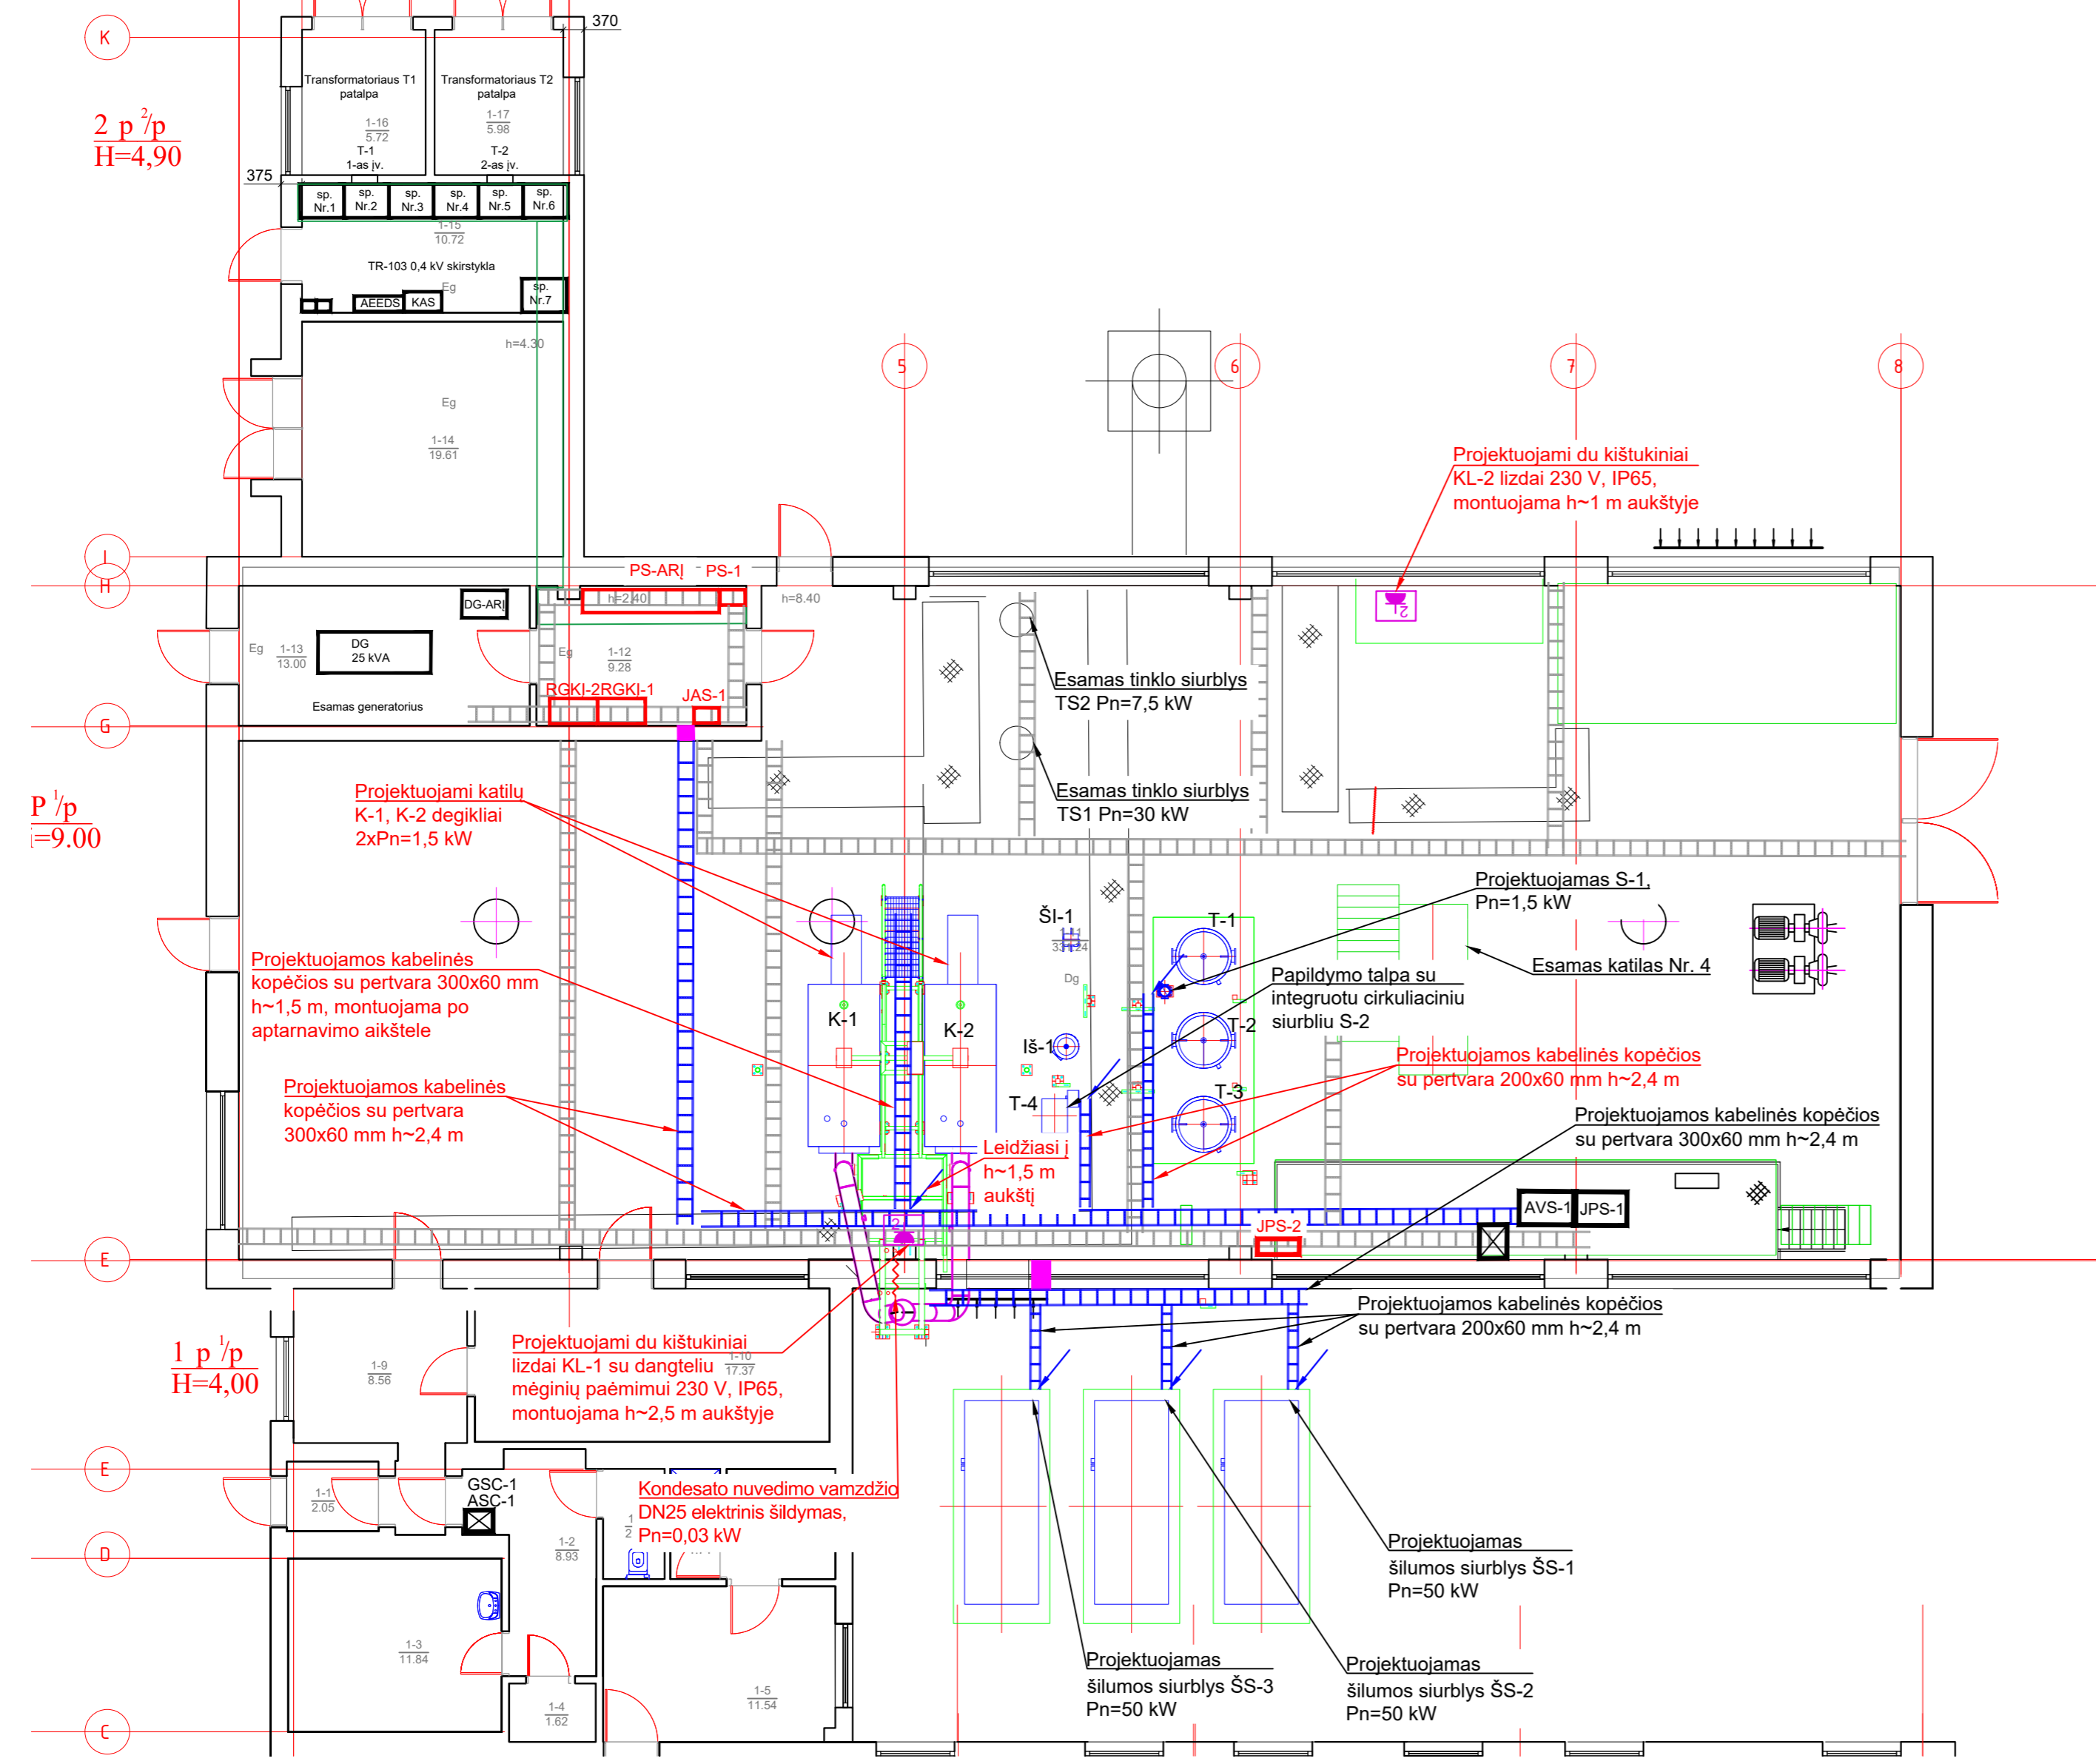 K
370
Transformatoriaus T1
patalpa
Transformatoriaus T2
patalpa
1-16
5.72
1-17
5.98
2 p 2/p
H=4,90
T-1
1-as įv.
T-2
2-as įv.
375
sp.
Nr.1
sp.
Nr.2
sp.
Nr.3
sp.
Nr.4
sp.
Nr.5
sp.
Nr.6
1-15
10.72
TR-103 0,4 kV skirstykla
Eg
sp.
Nr.7
AEEDS
KAS
h=4.30
5
6
7
8
Eg
1-14
19.61
Projektuojami du kištukiniai
KL-2 lizdai 230 V, IP65,
montuojama h~1 m aukštyje
I
H
PS-ARĮ
PS-1
h=2.40
h=8.40
DG-ARĮ
2
DG
25 kVA
Eg
1-13
13.00
Eg
1-12
9.28
Esamas tinklo siurblys
TS2 Pn=7,5 kW
RGKĮ-2
RGKĮ-1
JAS-1
Esamas generatorius
G
Projektuojami katilų
K-1, K-2 degikliai
2xPn=1,5 kW
Esamas tinklo siurblys
TS1 Pn=30 kW
P 1/p
=9.00
Projektuojamas S-1,
Pn=1,5 kW
ŠI-1
T-1
Projektuojamos kabelinės
kopėčios su pertvara 300x60 mm
h~1,5 m, montuojama po
aptarnavimo aikštele
Dg
Papildymo talpa su
integruotu cirkuliaciniu
siurbliu S-2
Esamas katilas Nr. 4
K-1
K-2
T-2
Iš-1
Projektuojamos kabelinės kopėčios
su pertvara 200x60 mm h~2,4 m
Projektuojamos kabelinės
kopėčios su pertvara
300x60 mm h~2,4 m
T-3
T-4
Projektuojamos kabelinės kopėčios
su pertvara 300x60 mm h~2,4 m
Leidžiasi į
h~1,5 m
aukštį
2
AVS-1
JPS-1
JPS-2
E
Projektuojamos kabelinės kopėčios
su pertvara 200x60 mm h~2,4 m
1 p 1/p
H=4,00
1-9
8.56
Projektuojami du kištukiniai
lizdai KL-1 su dangteliu
mėginių paėmimui 230 V, IP65,
montuojama h~2,5 m aukštyje
1-10
17.37
E
GSC-1
ASC-1
1-1
2.05
Kondesato nuvedimo vamzdžio
DN25 elektrinis šildymas,
Pn=0,03 kW
D
1-2
8.93
Projektuojamas
šilumos siurblys ŠS-1
Pn=50 kW
1-3
11.84
Projektuojamas
šilumos siurblys ŠS-3
Pn=50 kW
Projektuojamas
šilumos siurblys ŠS-2
Pn=50 kW
1-4
1.62
1-5
11.54
C